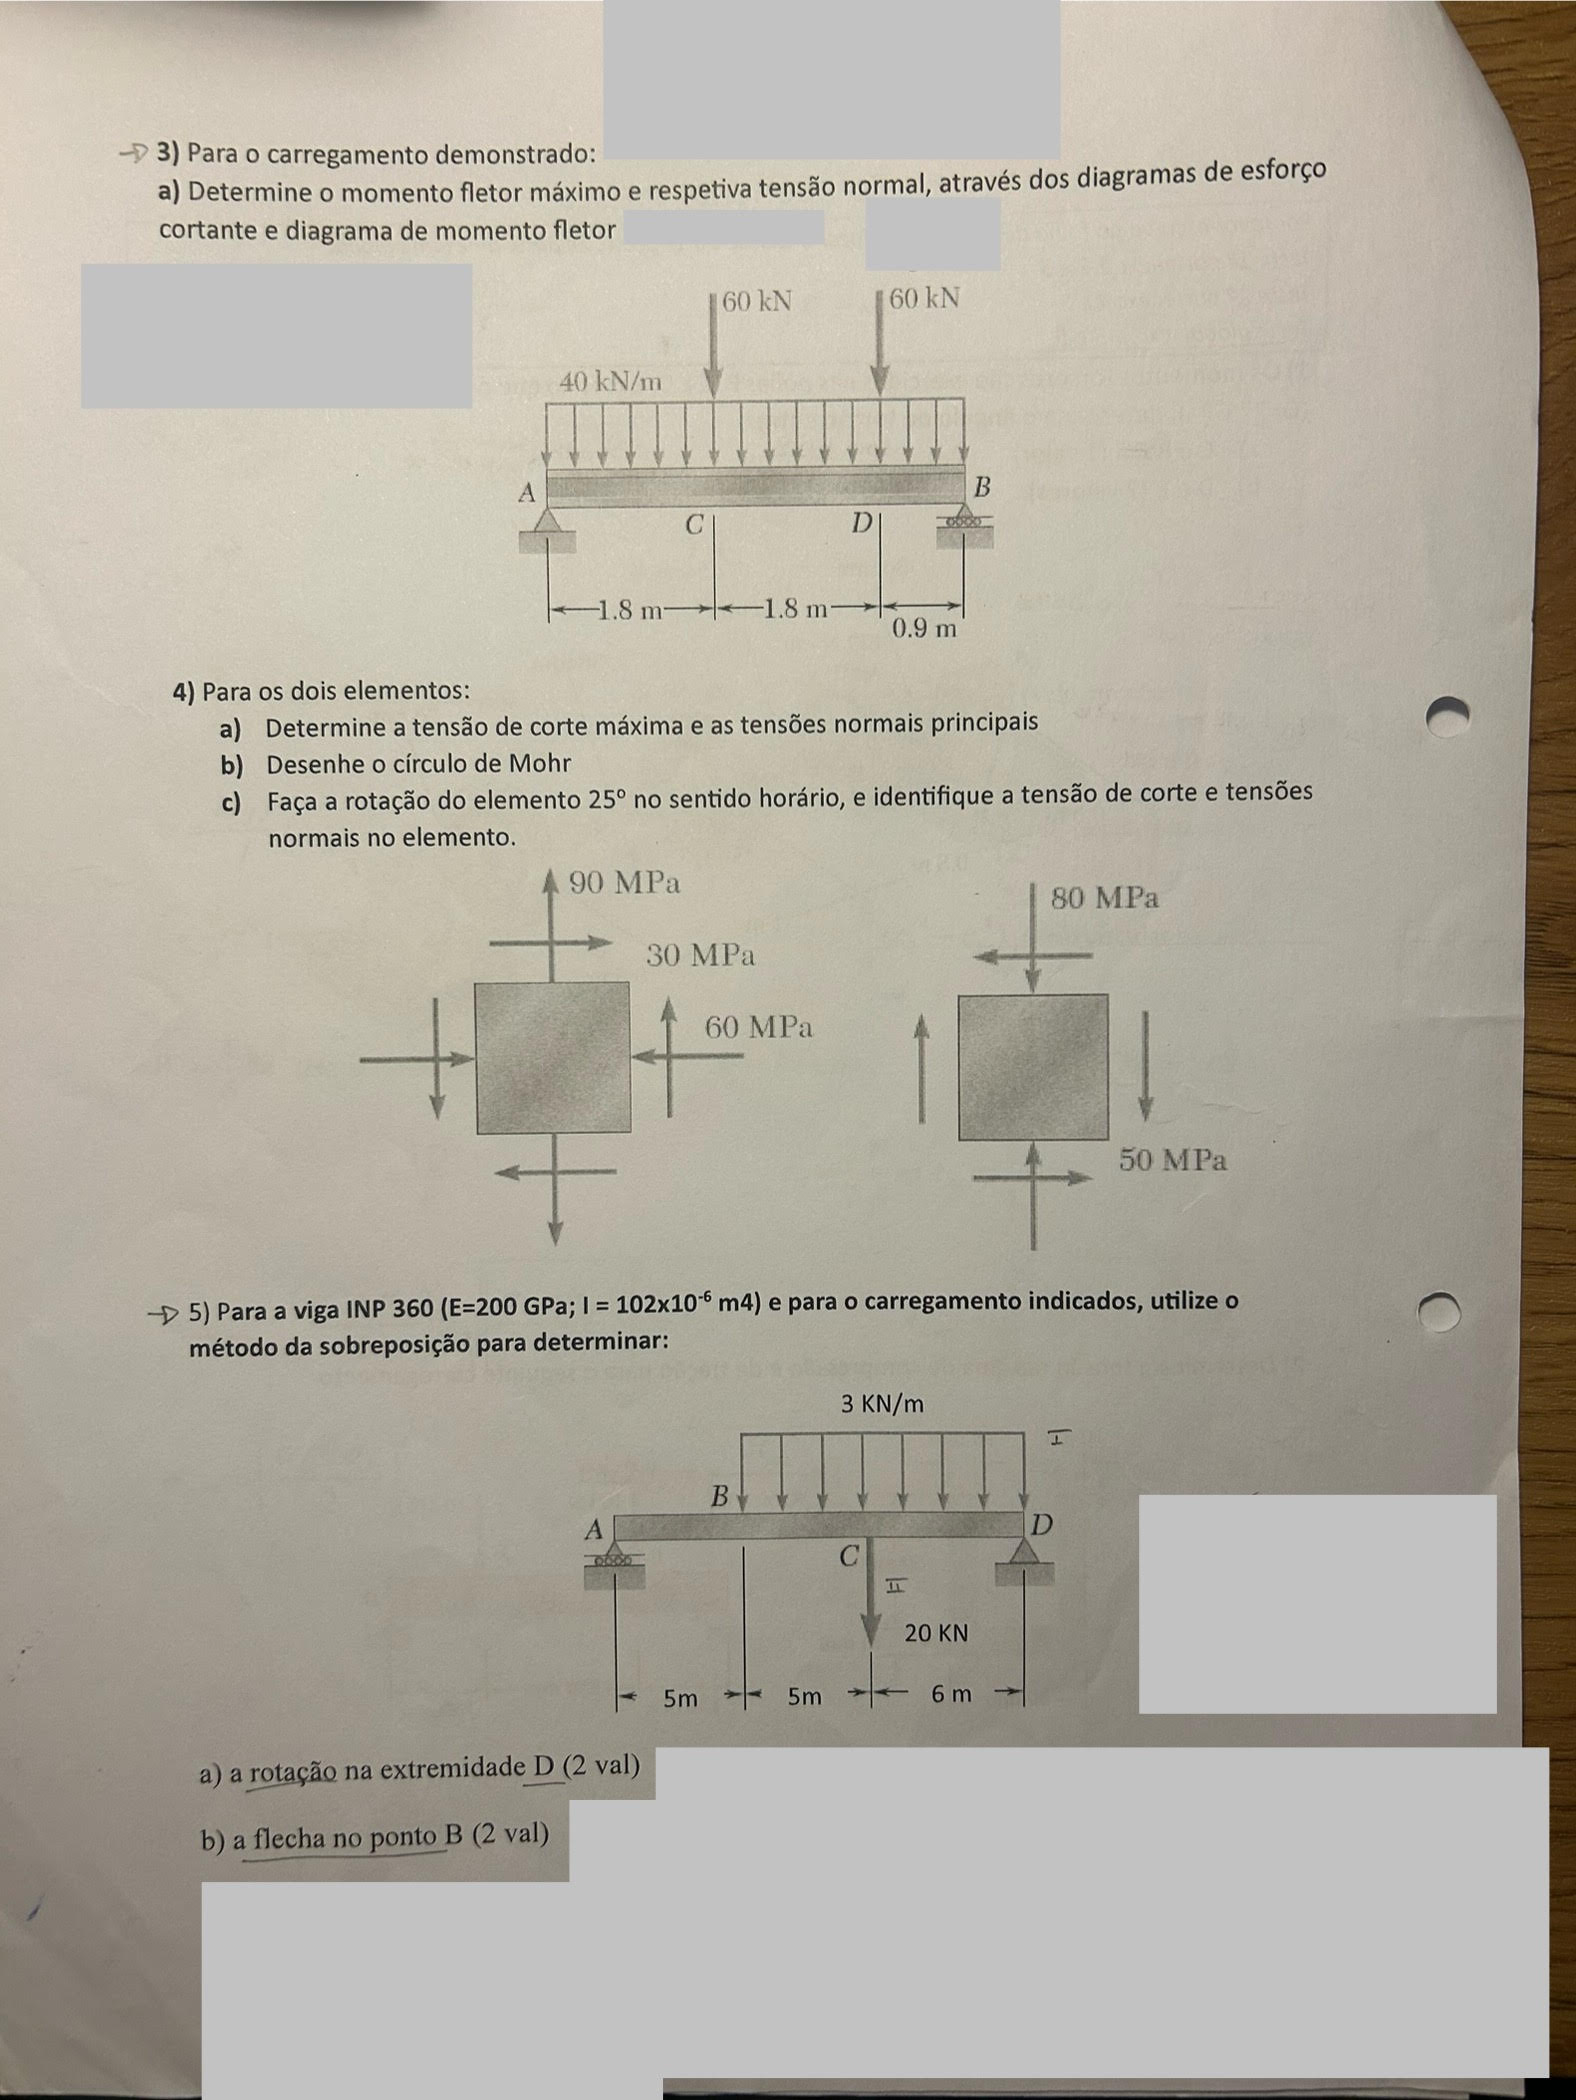 3) Para o carregamento demonstrado:
a) Determine o momento fletor máximo e respetiva tensão normal, através dos diagramas de esforço
cortante e diagrama de momento fletor
60 kN
60 kN
40 kN/m
A
B
C
D
1.8 m
1.8 m
0.9 m
4) Para os dois elementos:
a) Determine a tensão de corte máxima e as tensões normais principais
b) Desenhe o círculo de Mohr
c) Faça a rotação do elemento 25º no sentido horário, e identifique a tensão de corte e tensões
normais no elemento.
90 MPa
30 MPa
60 MPa
80 MPa
50 MPa
5) Para a viga INP 360 (E=200 GPa; I = 102x10⁻⁶ m4) e para o carregamento indicados, utilize o
método da sobreposição para determinar:
3 KN/m
I
B
A
D
C
II
20 KN
5m
5m
6 m
a) a rotação na extremidade D (2 val)
b) a flecha no ponto B (2 val)